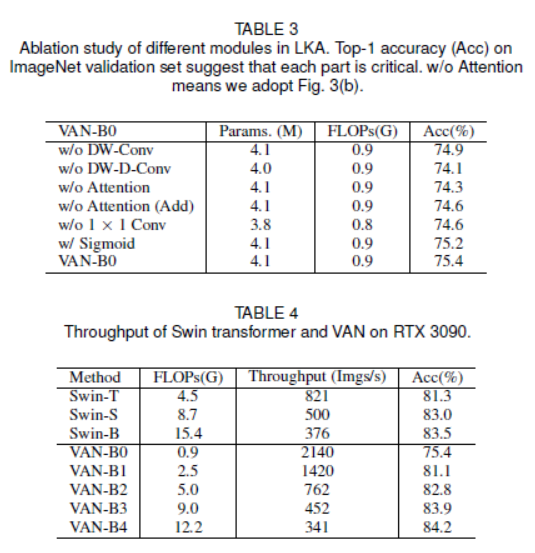 TABLE 3
Ablation study of different modules in LKA. Top-1 accuracy (Acc) on
ImageNet validation set suggest that each part is critical. w/o Attention
means we adopt Fig. 3(b).
VAN-B0 Params. (M) FLOPs(G) Acc(%)
w/o DW-Conv 4.1 0.9 74.9
w/o DW-D-Conv 4.0 0.9 74.1
w/o Attention 4.1 0.9 74.3
w/o Attention (Add) 4.1 0.9 74.6
w/o 1 × 1 Conv 3.8 0.8 74.6
w/ Sigmoid 4.1 0.9 75.2
VAN-B0 4.1 0.9 75.4
TABLE 4
Throughput of Swin transformer and VAN on RTX 3090.
Method FLOPs(G) Throughput (Imgs/s) Acc(%)
Swin-T 4.5 821 81.3
Swin-S 8.7 500 83.0
Swin-B 15.4 376 83.5
VAN-B0 0.9 2140 75.4
VAN-B1 2.5 1420 81.1
VAN-B2 5.0 762 82.8
VAN-B3 9.0 452 83.9
VAN-B4 12.2 341 84.2